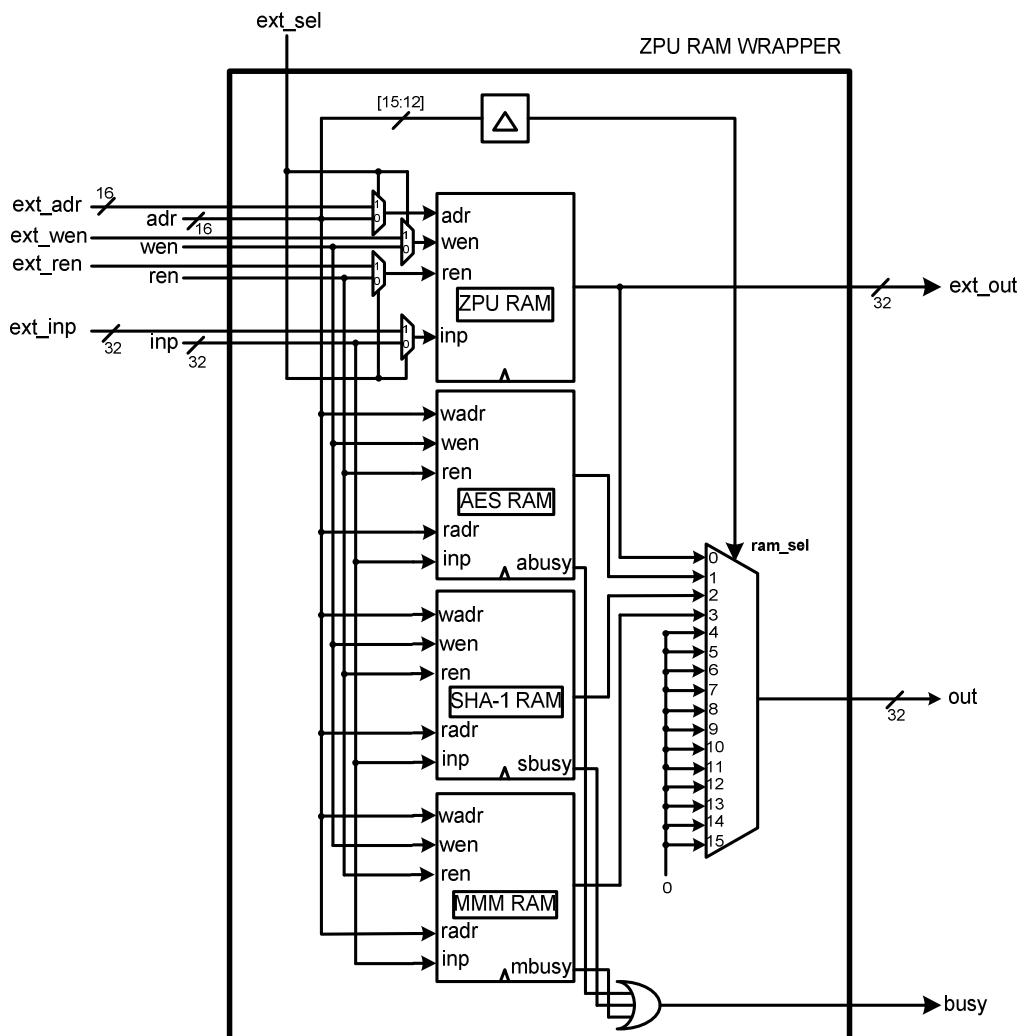 ext_sel
ZPU RAM WRAPPER
[15:12]
△
ext_adr
16
adr
16
ext_wen
wen
ext_ren
ren
ext_inp
32
inp
32
1
0
1
0
1
0
1
0
adr
wen
ren
ZPU RAM
inp
32
ext_out
wadr
wen
ren
AES RAM
radr
inp
abusy
wadr
wen
ren
SHA-1 RAM
radr
inp
sbusy
wadr
wen
ren
MMM RAM
radr
inp
mbusy
ram_sel
0
1
2
3
4
5
6
7
8
9
10
11
12
13
14
15
0
32
out
busy